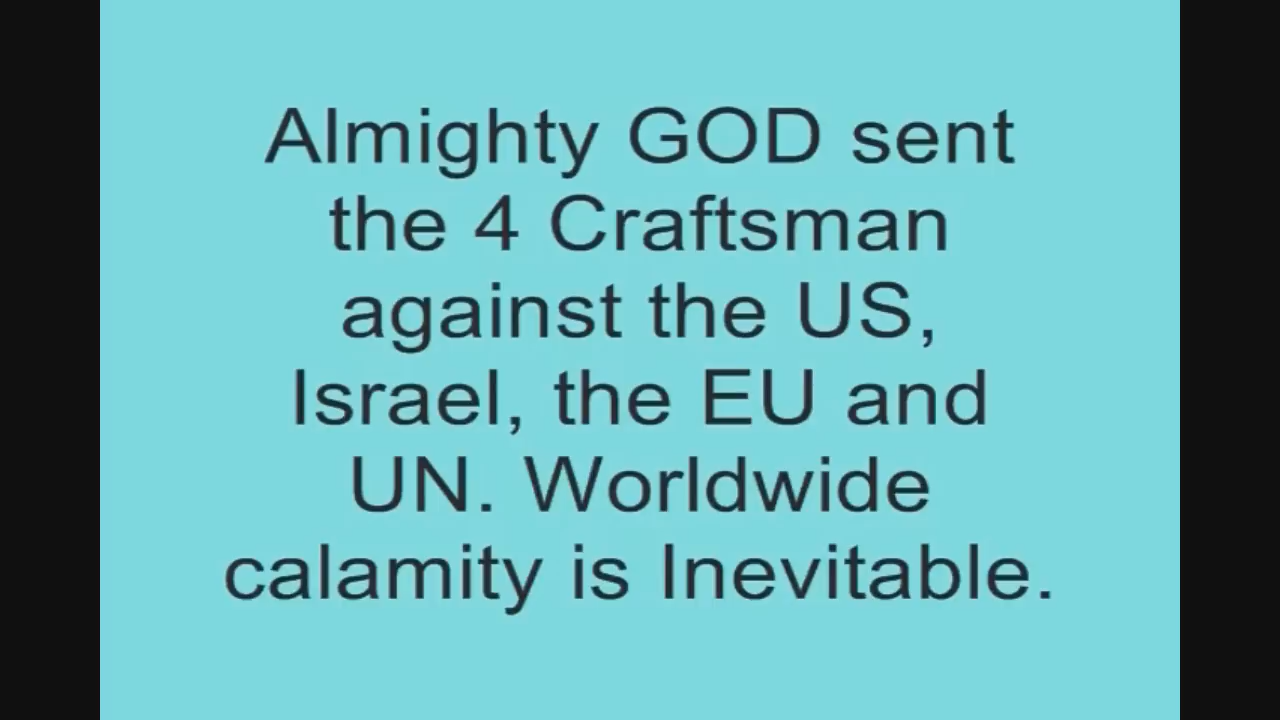 Almighty GOD sent
the 4 Craftsman
against the US,
Israel, the EU and
UN. Worldwide
calamity is Inevitable.